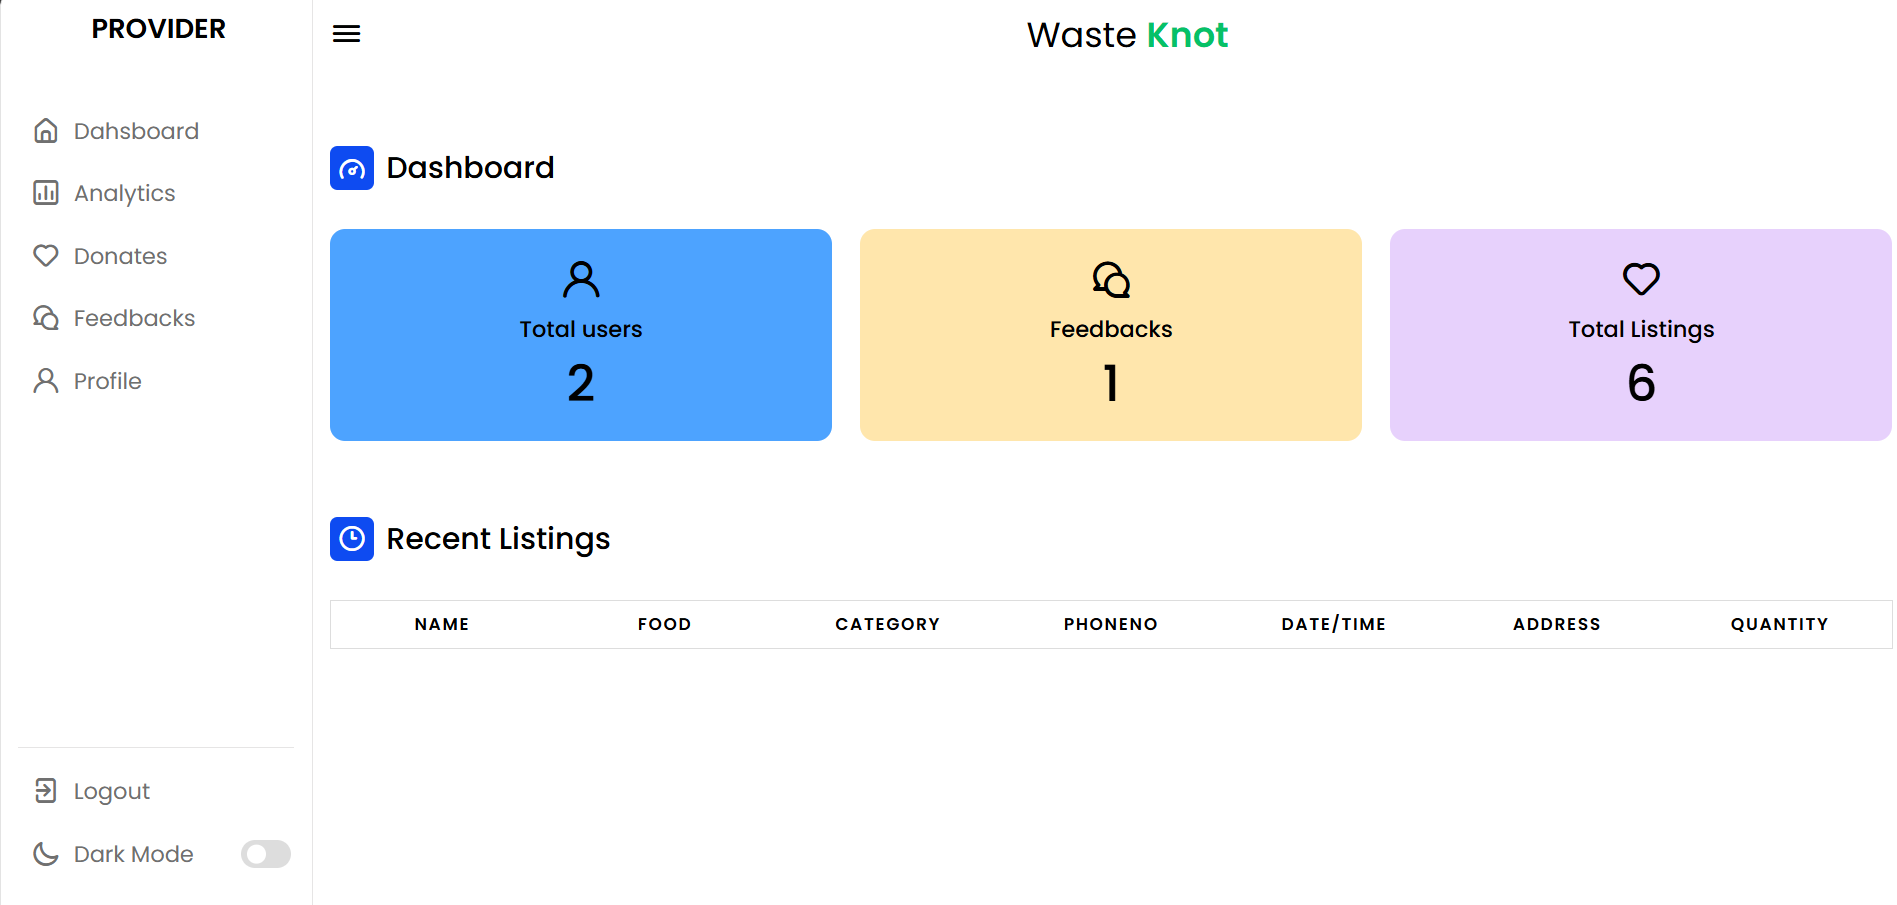 PROVIDER
Waste Knot
Dahsboard
Analytics
Donates
Feedbacks
Profile
Logout
Dark Mode
Dashboard
Total users
2
Feedbacks
1
Total Listings
6
Recent Listings
NAME FOOD CATEGORY PHONENO DATE/TIME ADDRESS QUANTITY